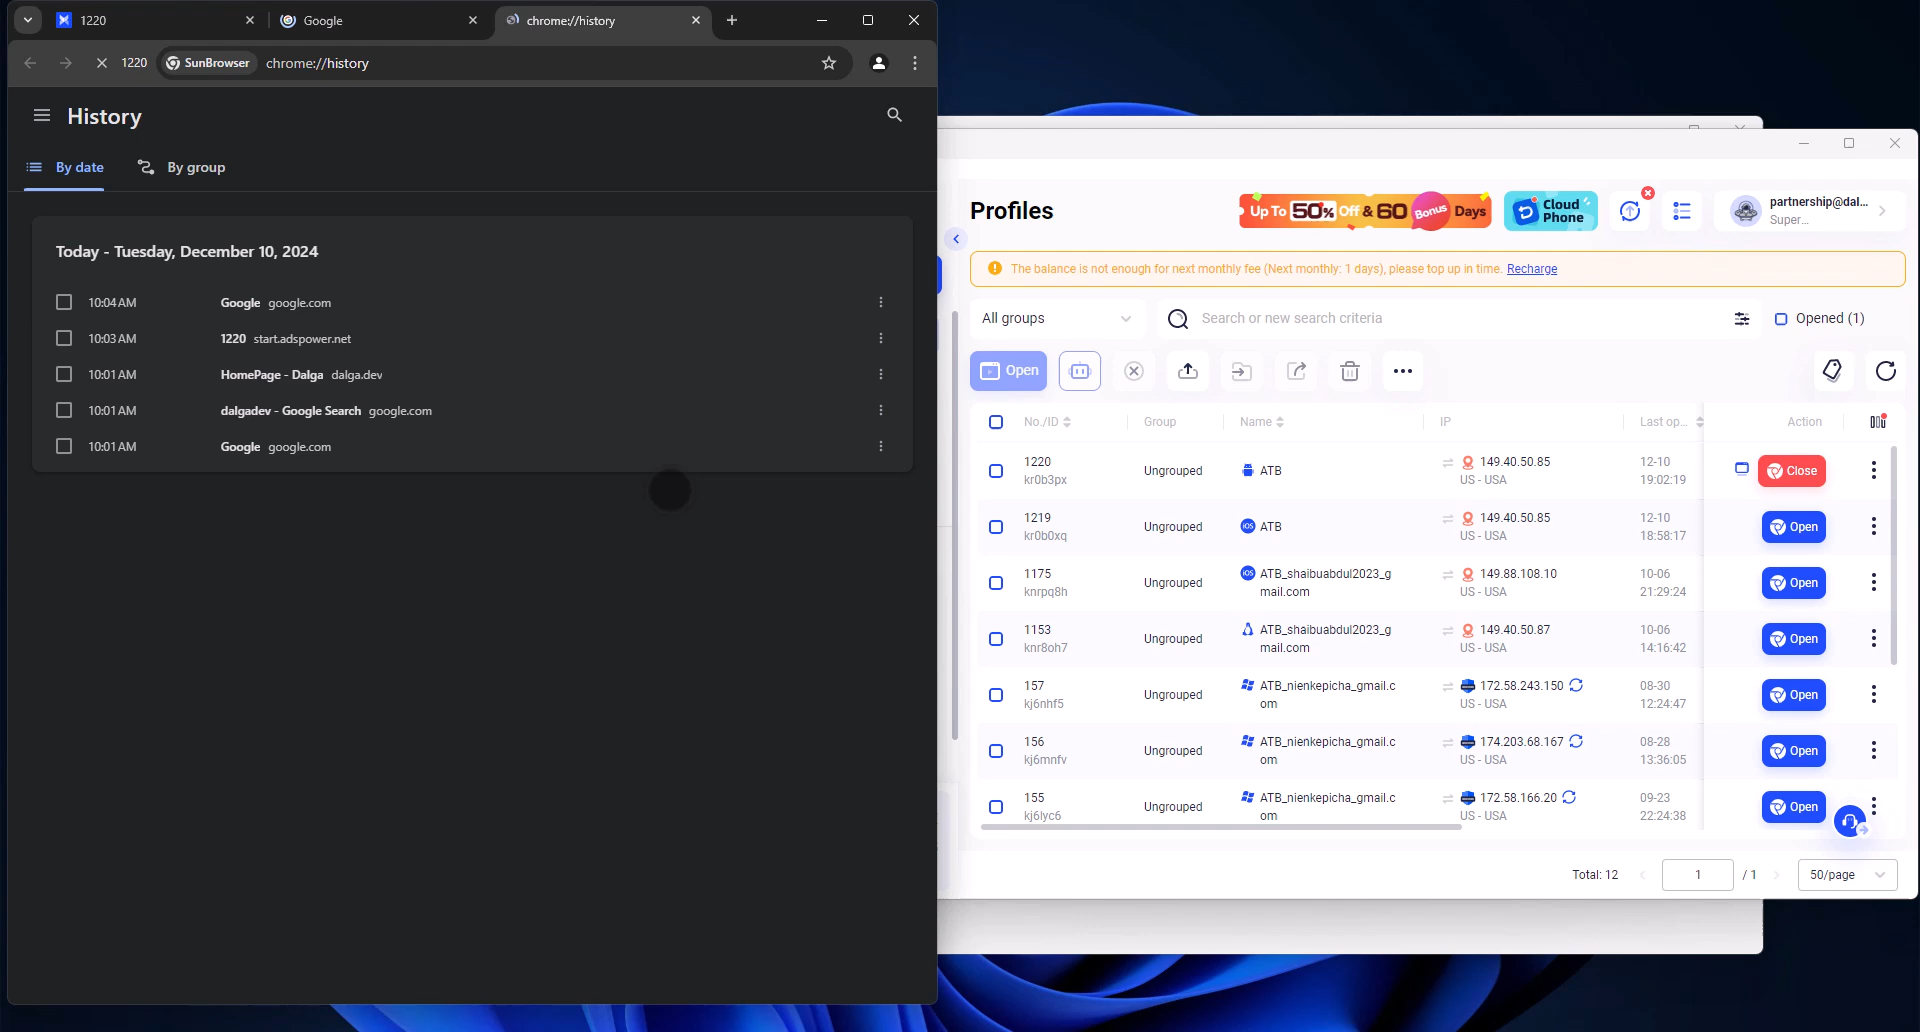 1220
Google
chrome://history
1220
SunBrowser
chrome://history
History
By date
By group
Today - Tuesday, December 10, 2024
10:04 AM Google google.com
10:03 AM 1220 start.adspower.net
10:01 AM HomePage - Dalga dalga.dev
10:01 AM dalgadev - Google Search google.com
10:01 AM Google google.com
Profiles
Up To 50% Off & 60 Bonus Days
Cloud
Phone
partnership@dal...
Super...
The balance is not enough for next monthly fee (Next monthly: 1 days), please top up in time. Recharge
All groups
Search or new search criteria
Opened (1)
Open
No./ID Group Name IP Last op... Action
1220 149.40.50.85 12-10
Ungrouped ATB Close
kr0b3px US - USA 19:02:19
1219 149.40.50.85 12-10
Ungrouped iOS ATB Open
kr0b0xq US - USA 18:58:17
1175 iOS ATB_shaibuabdul2023_g 149.88.108.10 10-06
Ungrouped Open
knrpq8h mail.com US - USA 21:29:24
1153 ATB_shaibuabdul2023_g 149.40.50.87 10-06
Ungrouped Open
knr8oh7 mail.com US - USA 14:16:42
157 ATB_nienkepicha_gmail.c 172.58.243.150 08-30
Ungrouped Open
kj6nhf5 om US - USA 12:24:47
156 ATB_nienkepicha_gmail.c 174.203.68.167 08-28
Ungrouped Open
kj6mnfv om US - USA 13:36:05
155 ATB_nienkepicha_gmail.c 172.58.166.20 09-23
Ungrouped Open
kj6lyc6 om US - USA 22:24:38
Total: 12
1
/ 1
50/page